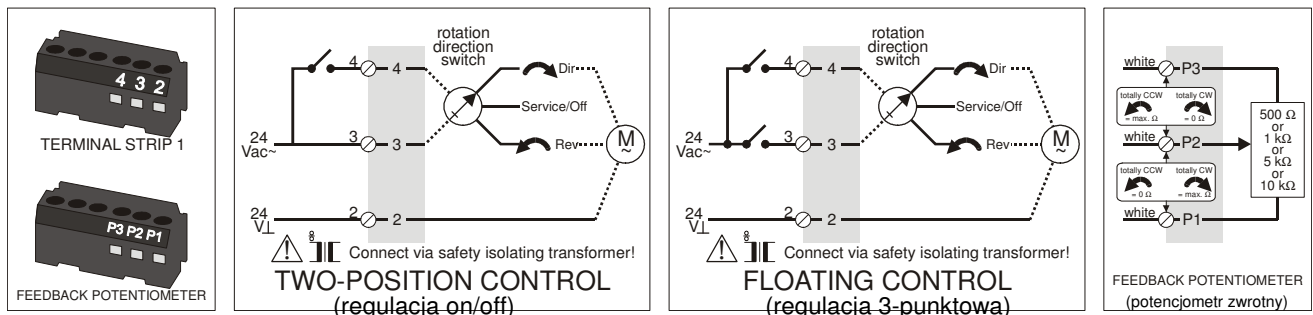 4 3 2
TERMINAL STRIP 1
P3 P2 P1
FEEDBACK POTENTIOMETER
rotation
direction
switch
4
4
Dir
Service/Off
24
Vac~
3
3
Rev
M
~
24
V⊥
2
2
Connect via safety isolating transformer!
TWO-POSITION CONTROL
(regulacja on/off)
rotation
direction
switch
4
4
Dir
Service/Off
24
Vac~
3
3
Rev
M
~
24
V⊥
2
2
Connect via safety isolating transformer!
FLOATING CONTROL
(regulacja 3-punktowa)
white
P3
totally CCW
totally CW
= max. Ω
= 0 Ω
white
P2
500 Ω
or
1 kΩ
or
5 kΩ
or
10 kΩ
totally CCW
totally CW
= 0 Ω
= max. Ω
white
P1
FEEDBACK POTENTIOMETER
(potencjometr zwrotny)